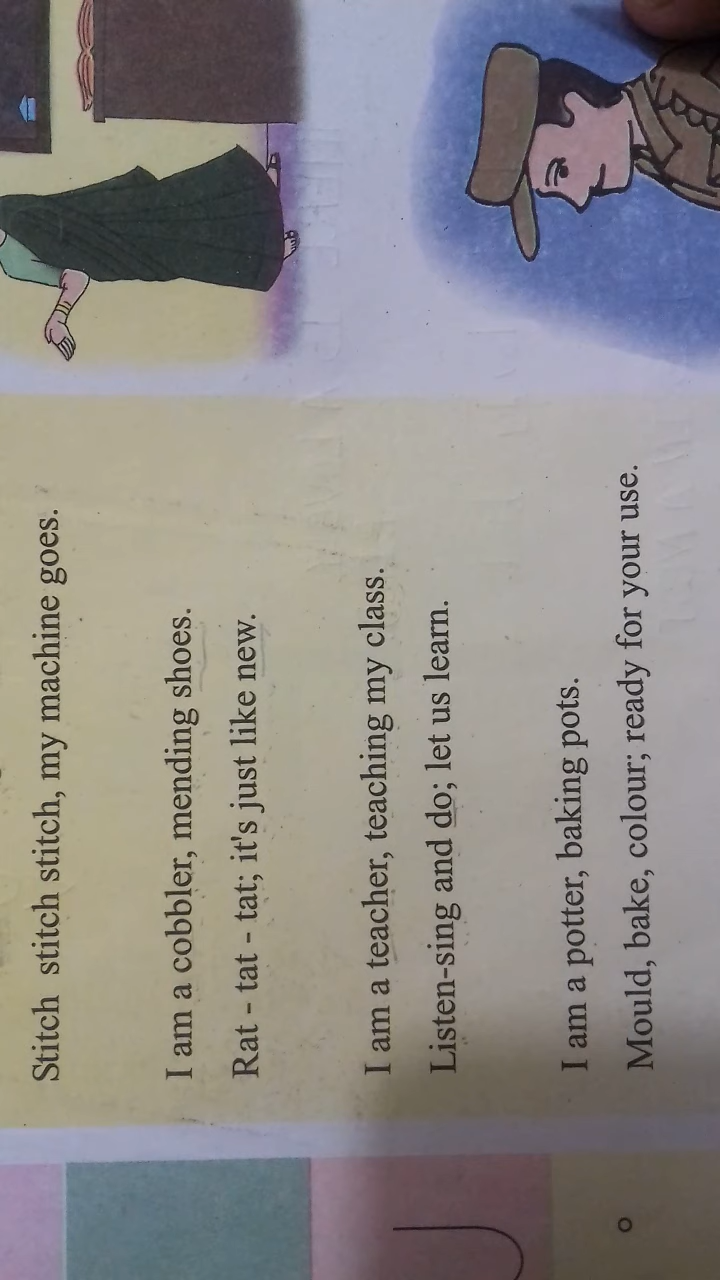 Stitch stitch stitch, my machine goes.
I am a cobbler, mending shoes.
Rat - tat - tat; it's just like new.
I am a teacher, teaching my class.
Listen-sing and do; let us learn.
I am a potter, baking pots.
Mould, bake, colour; ready for your use.